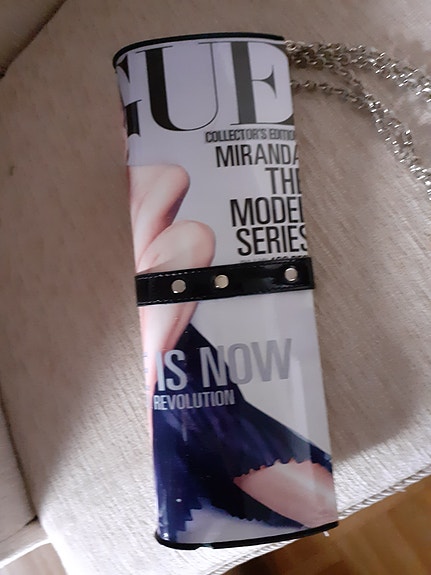 GUE
COLLECTOR'S EDITION
MIRANDA
THE
MODEL
SERIES
IS NOW
REVOLUTION